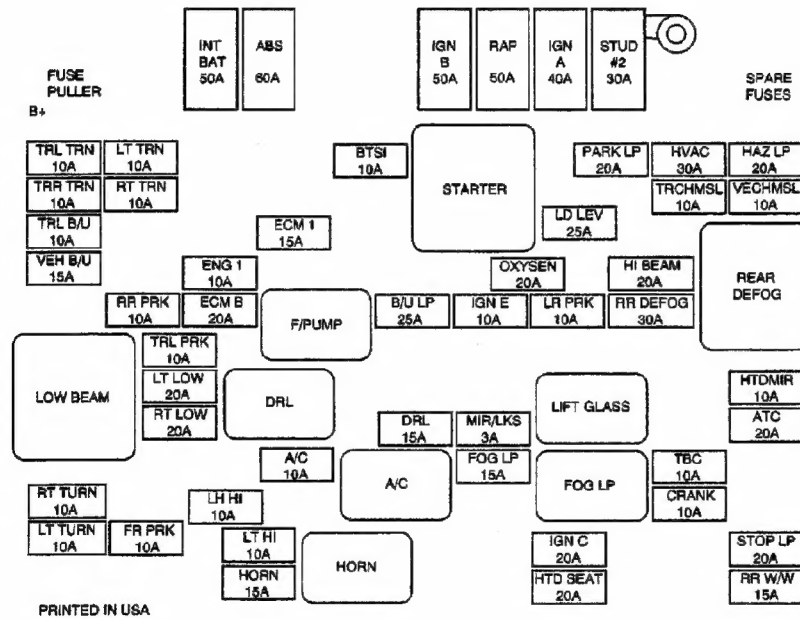 INT
BAT
50A
ABS
60A
IGN
B
50A
RAP
50A
IGN
A
40A
STUD
#2
30A
FUSE
PULLER
B+
SPARE
FUSES
TRL TRN
10A
LT TRN
10A
BTSI
10A
STARTER
PARK LP
20A
HVAC
30A
HAZ LP
20A
TRR TRN
10A
RT TRN
10A
TRCHMSL
10A
VECHMSL
10A
TRL B/U
10A
ECM 1
15A
LD LEV
25A
VEH B/U
15A
ENG 1
10A
OXYSEN
20A
HI BEAM
20A
REAR
DEFOG
RR PRK
10A
ECM B
20A
F/PUMP
B/U LP
25A
IGN E
10A
LR PRK
10A
RR DEFOG
30A
LOW BEAM
TRL PRK
10A
LT LOW
20A
RT LOW
20A
DRL
LIFT GLASS
HTDMIR
10A
ATC
20A
DRL
15A
MIR/LKS
3A
A/C
10A
A/C
FOG LP
15A
FOG LP
TBC
10A
CRANK
10A
RT TURN
10A
LH HI
10A
LT TURN
10A
FR PRK
10A
LT HI
10A
HORN
15A
HORN
IGN C
20A
HTD SEAT
20A
STOP LP
20A
RR W/W
15A
PRINTED IN USA